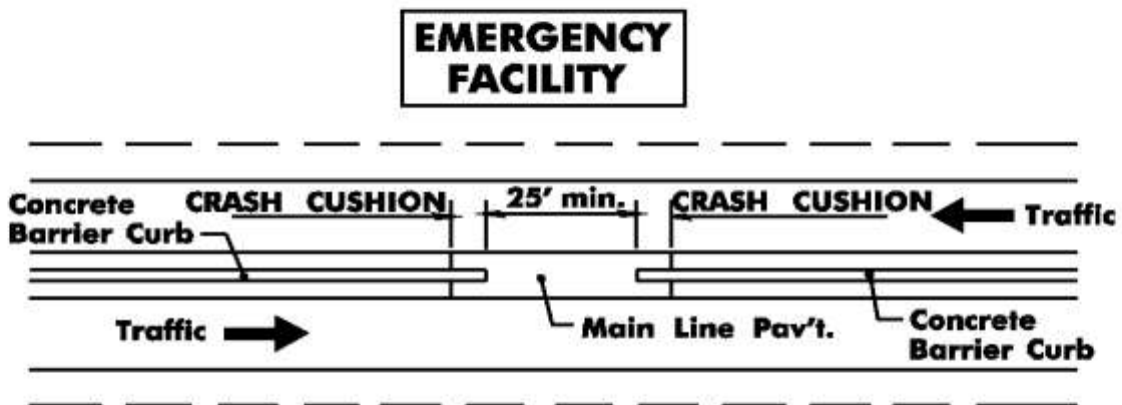 EMERGENCY
FACILITY
Concrete
Barrier Curb
CRASH CUSHION
25' min.
CRASH CUSHION
Traffic
Traffic
Main Line Pav't.
Concrete
Barrier Curb